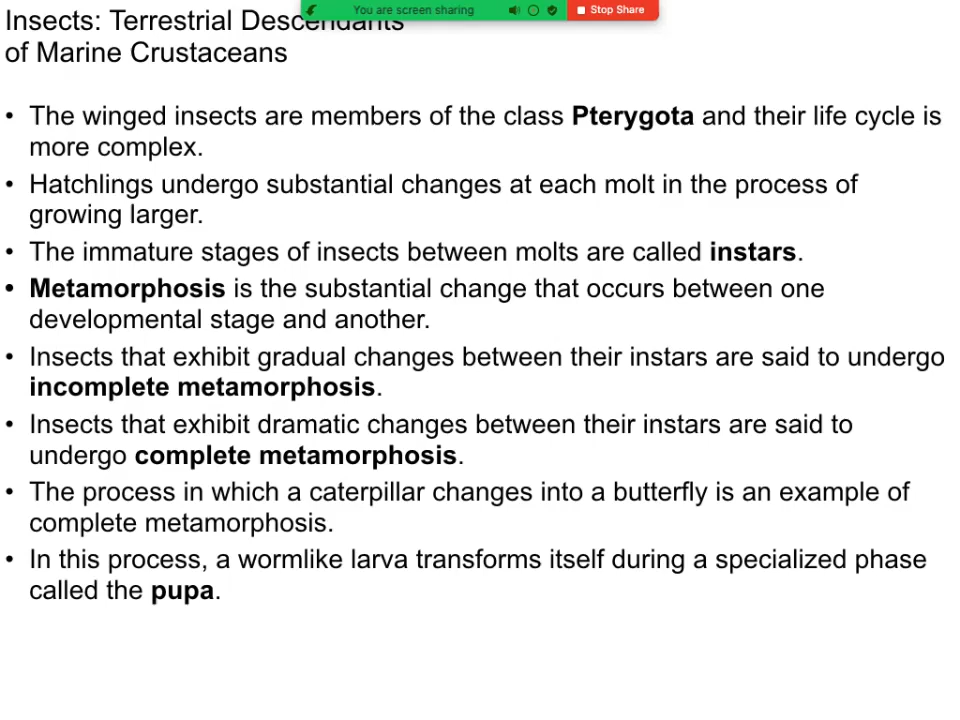 You are screen sharing
Stop Share
Insects: Terrestrial Descendants
of Marine Crustaceans
• The winged insects are members of the class Pterygota and their life cycle is
more complex.
• Hatchlings undergo substantial changes at each molt in the process of
growing larger.
• The immature stages of insects between molts are called instars.
• Metamorphosis is the substantial change that occurs between one
developmental stage and another.
• Insects that exhibit gradual changes between their instars are said to undergo
incomplete metamorphosis.
• Insects that exhibit dramatic changes between their instars are said to
undergo complete metamorphosis.
• The process in which a caterpillar changes into a butterfly is an example of
complete metamorphosis.
• In this process, a wormlike larva transforms itself during a specialized phase
called the pupa.